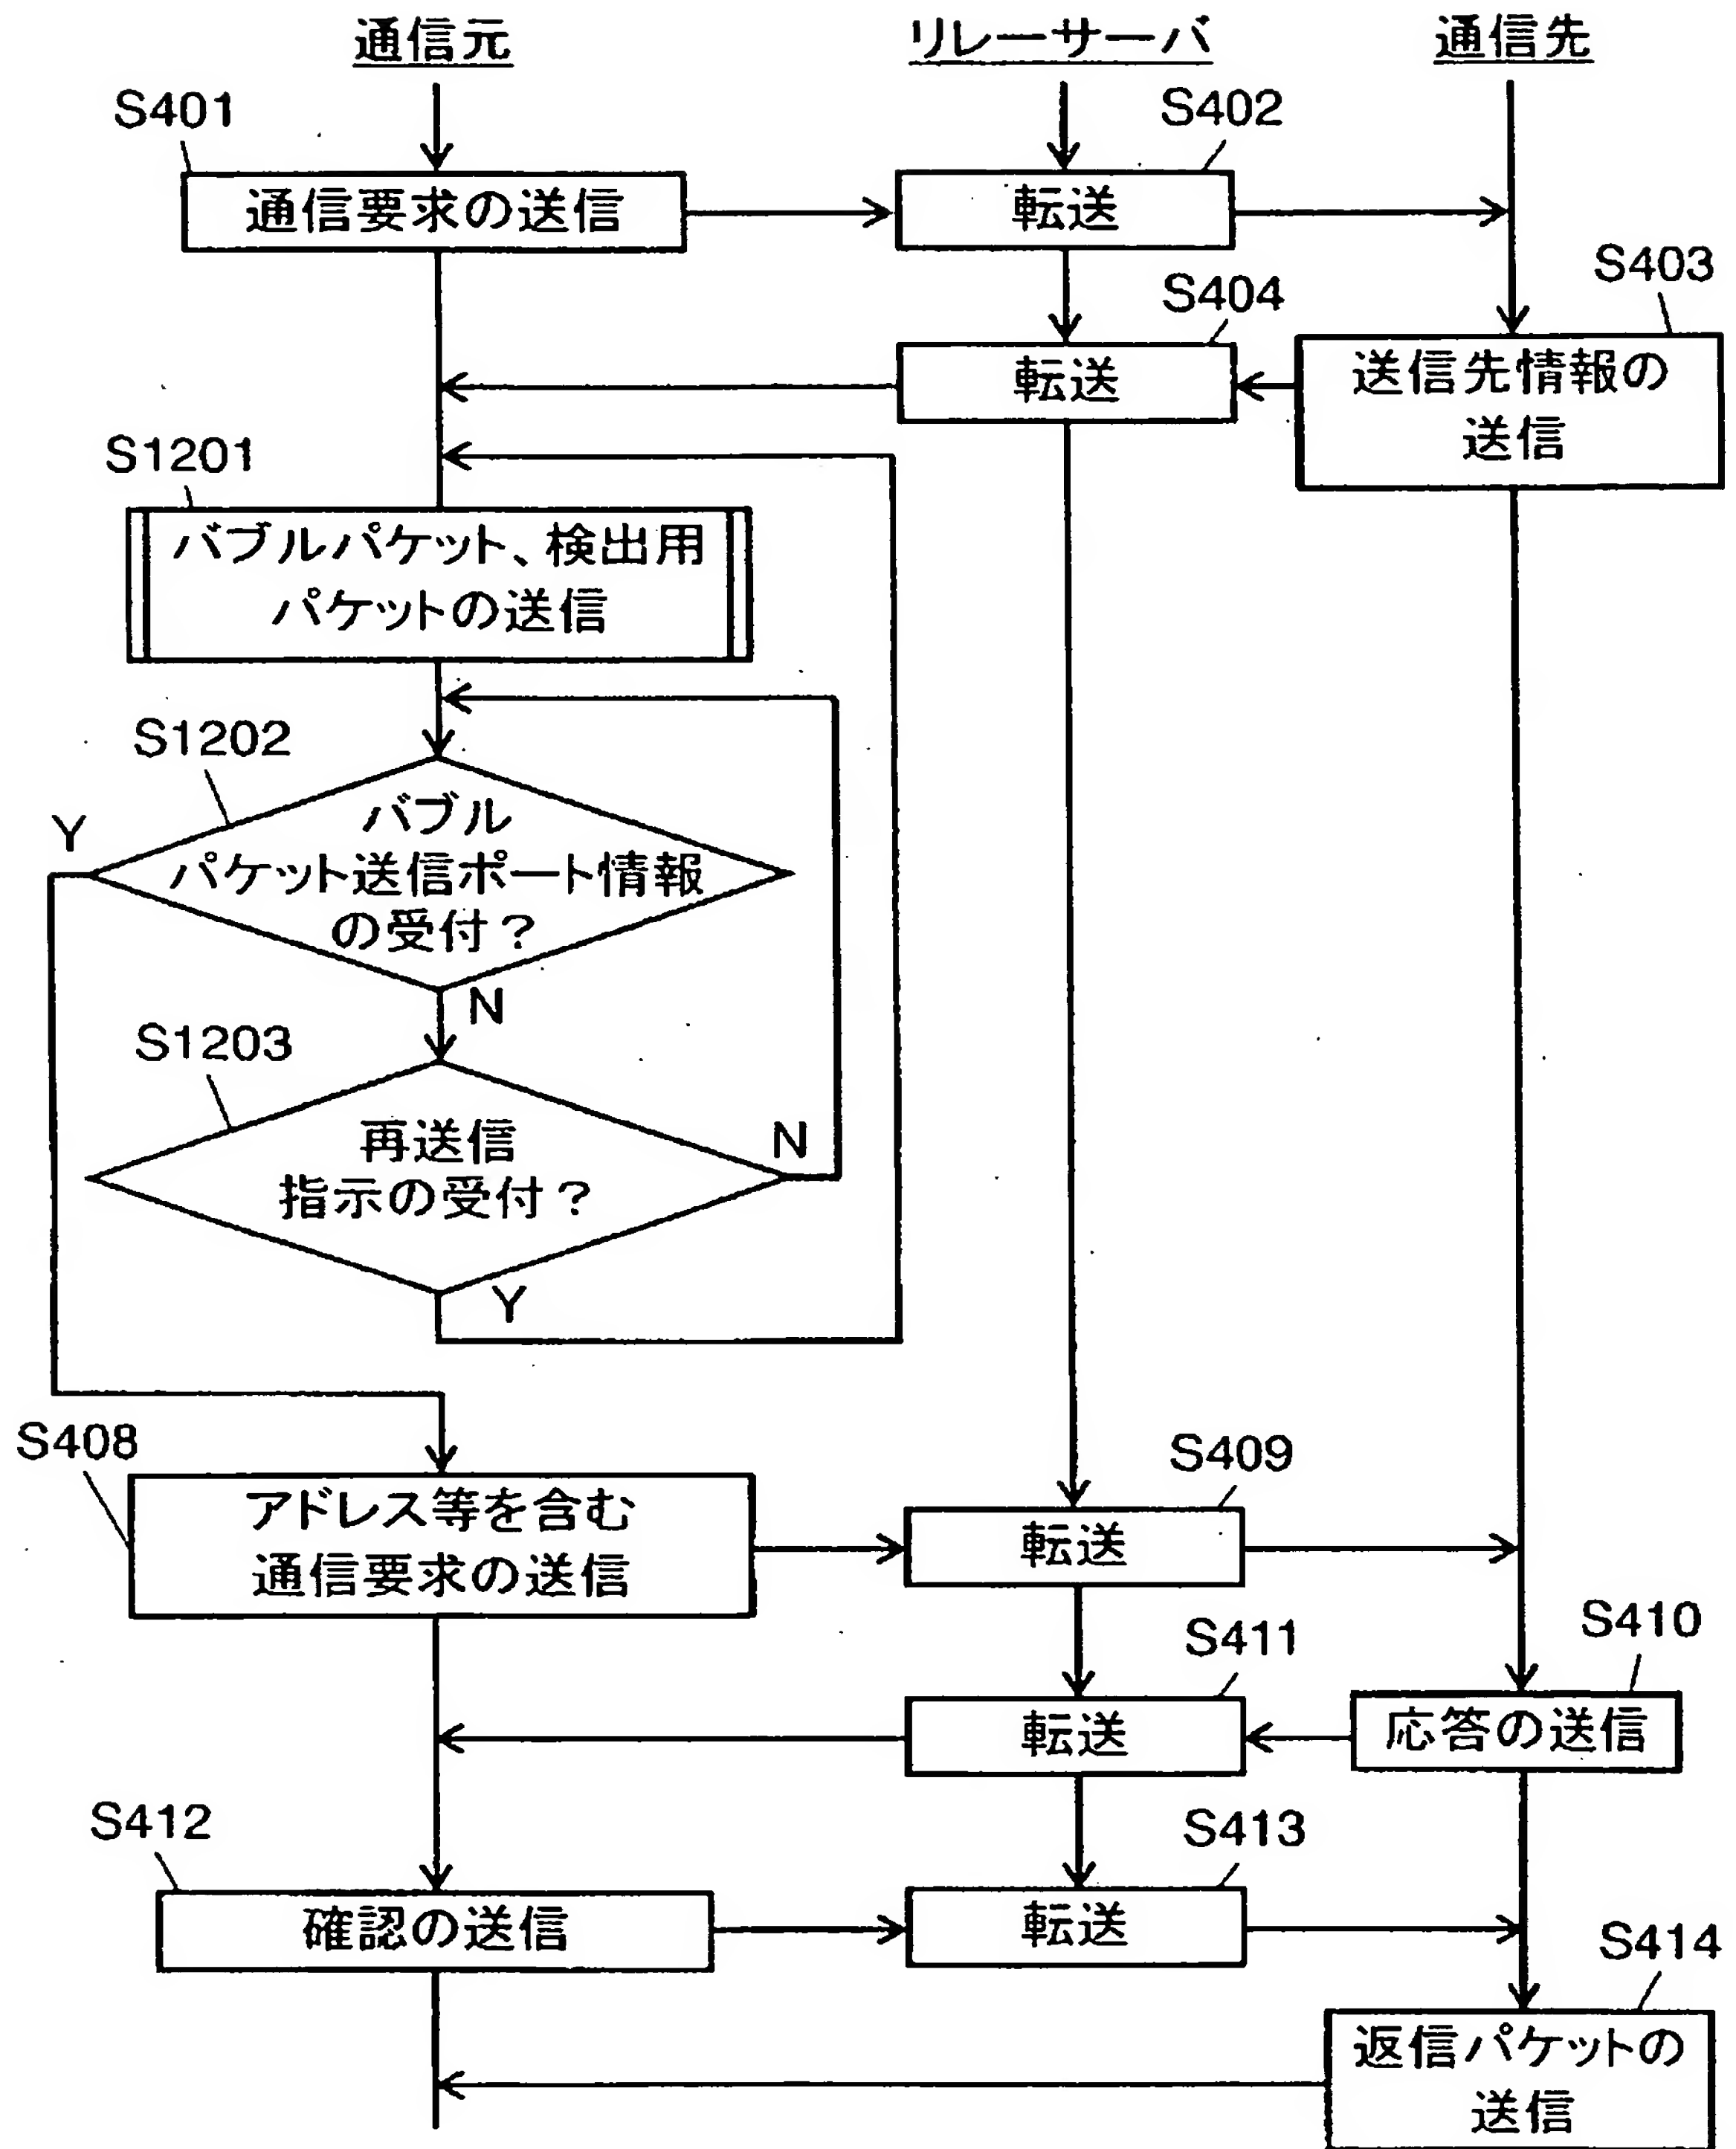 通信元
リレーサーバ
通信先
S401
通信要求の送信
S402
転送
S403
送信先情報の
送信
S404
転送
S1201
バブルパケット、検出用
パケットの送信
S1202
バブル
パケット送信ポート情報
の受付?
Y
N
S1203
再送信
指示の受付?
N
Y
S408
アドレス等を含む
通信要求の送信
S409
転送
S410
応答の送信
S411
転送
S412
確認の送信
S413
転送
S414
返信パケットの
送信